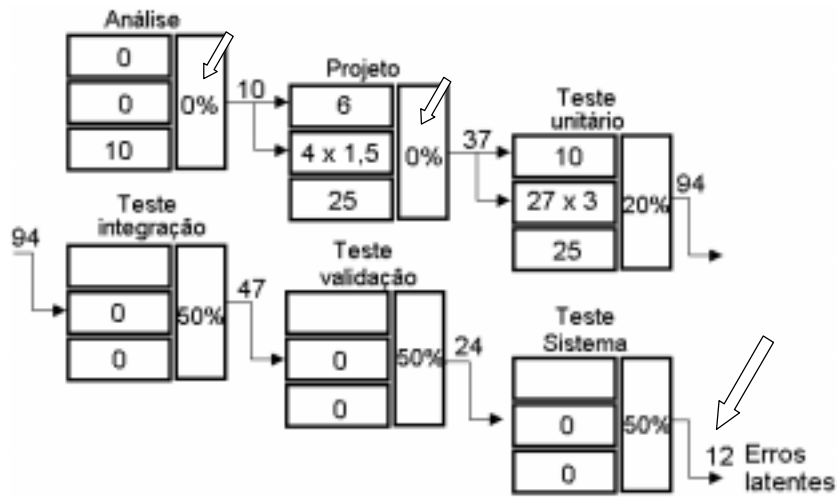 Análise
0
0
10
0%
10
Projeto
6
4 x 1,5
25
0%
37
Teste
unitário
10
27 x 3
25
20%
94
94
Teste
integração
0
0
50%
47
Teste
validação
0
0
50%
24
Teste
Sistema
0
0
50%
12 Erros
latentes